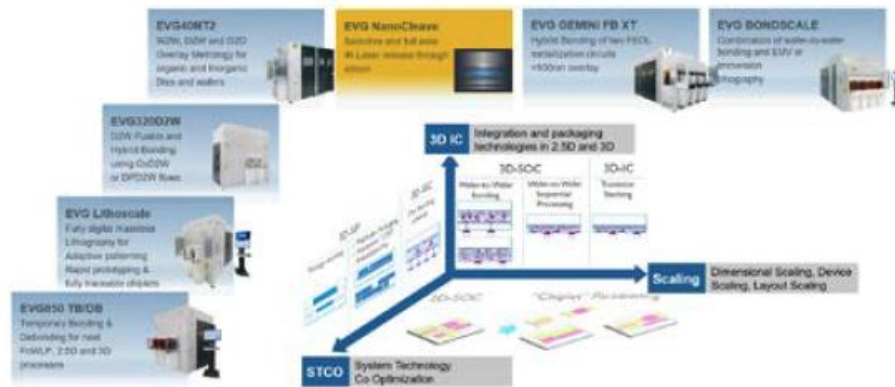 EVG40NT2
W2W, D2W and D2D
Overlay Metrology for
organic and Inorganic
Dies and wafers
EVG NanoCleave
Selective and full area
IR Laser release through
silicon
EVG GEMINI FB XT
Hybrid Bonding of two FEOL
metallization circuits
overlay
EVG BONDSCALE
Combination of wafer-to-wafer
bonding and EUV or
immersion
lithography
EVG320D2W
D2W Fusion and
Hybrid Bonding
using CoD2W
or DPD2W flows
EVG Lithoscale
Fully digital maskless
Lithography for
Adaptive patterning
Rapid prototyping &
fully traceable chiplets
EVG850 TB/DB
Temporary Bonding &
Debonding for next
FoWLP, 2.5D and 3D
processes
3D IC
Integration and packaging
technologies in 2.5D and 3D
3D-SOC
3D-IC
Wafer-to-Wafer
Bonding
Wafer-on-Wafer
Sequential
Processing
Transistor
Stacking
3D-SIP
Scaling
Dimensional Scaling, Device
Scaling, Layout Scaling
3D-SOC
STCO
System Technology
Co Optimization